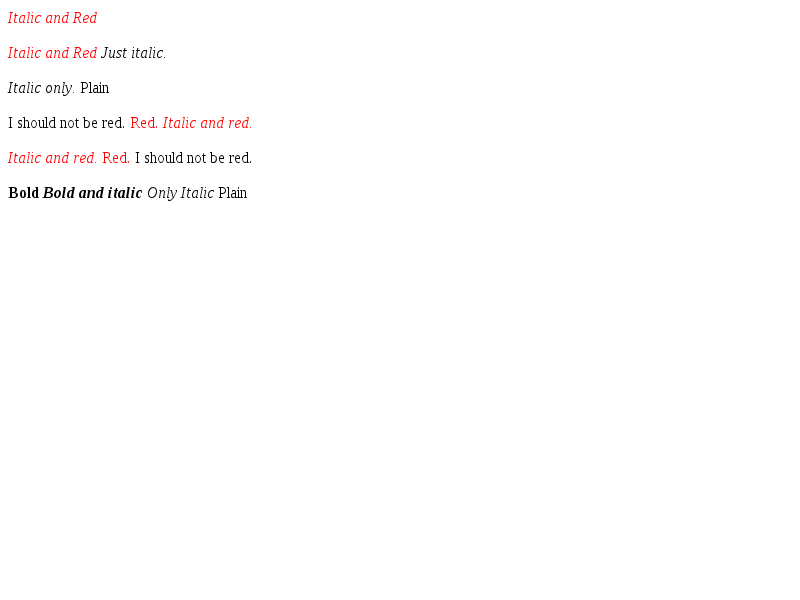 Italic and Red
Italic and Red Just italic.
Italic only. Plain
I should not be red. Red. Italic and red.
Italic and red. Red. I should not be red.
Bold Bold and italic Only Italic Plain